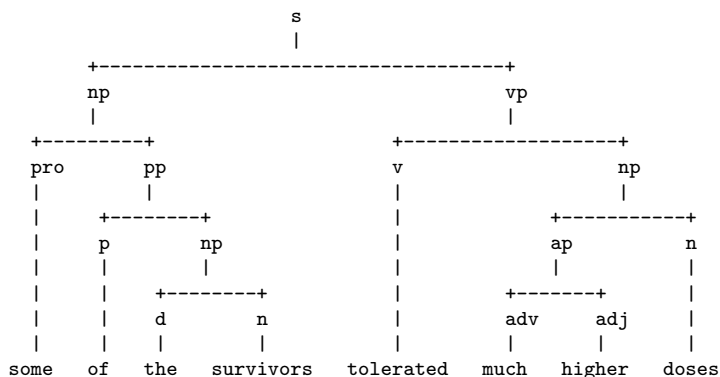 s
np vp
pro pp v np
p np ap n
d n adv adj
some of the survivors tolerated much higher doses